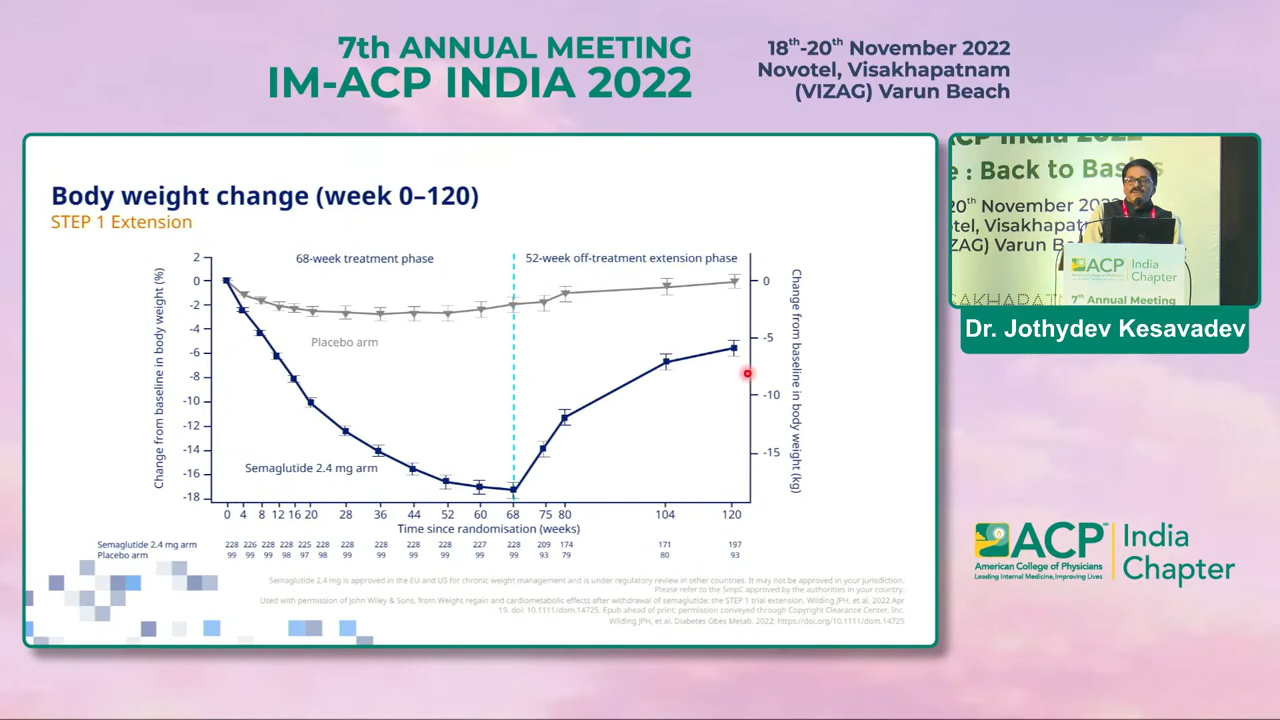 7th ANNUAL MEETING
IM-ACP INDIA 2022
18th-20th November 2022
Novotel, Visakhapatnam
(VIZAG) Varun Beach
Body weight change (week 0–120)
STEP 1 Extension
68-week treatment phase
52-week off-treatment extension phase
Change from baseline in body weight (%)
2
0
-2
-4
-6
-8
-10
-12
-14
-16
-18
Placebo arm
Semaglutide 2.4 mg arm
0
-5
-10
-15
Change from baseline in body weight (kg)
0 4 8 12 16 20 28 36 44 52 60 68 75 80 104 120
Time since randomisation (weeks)
Semaglutide 2.4 mg arm 228 226 228 228 225 228 228 228 228 228 227 228 209 174 171 197
Placebo arm 99 99 99 98 97 98 99 99 99 99 99 99 93 79 80 93
Semaglutide 2.4 mg is approved in the EU and US for chronic weight management and is under regulatory review in other countries. It may not be approved in your jurisdiction.
Please refer to the SmpC approved by the authorities in your country.
Used with permission of John Wiley & Sons, from Weight regain and cardiometabolic effects after withdrawal of semaglutide: the STEP 1 trial extension. Wilding JPH, et al. 2022 Apr
19. doi: 10.1111/dom.14725. Epub ahead of print; permission conveyed through Copyright Clearance Center, Inc.
Wilding JPH, et al. Diabetes Obes Metab. 2022; https://doi.org/10.1111/dom.14725
ACP India 2022
: Back to Basics
20th November 202
otel, Visakhapat
ZAG) Varun B
ACP India
Chapter
7th Annual Meeting
Dr. Jothydev Kesavadev
ACP
American College of Physicians
Leading Internal Medicine, Improving Lives
India
Chapter